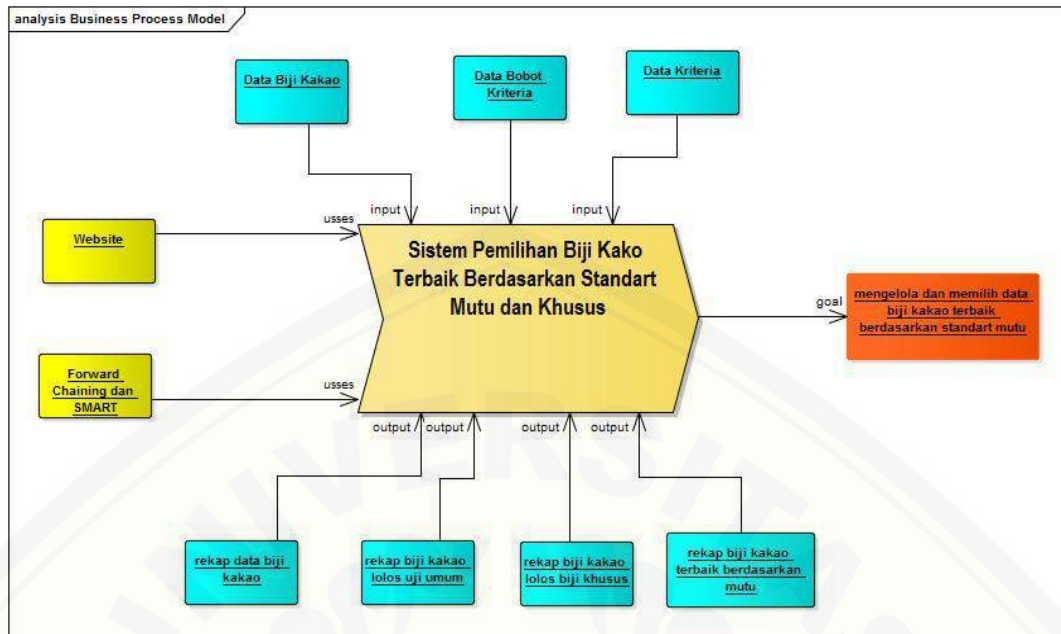 analysis Business Process Model
Data Biji Kakao
Data Bobot
Kriteria
Data Kriteria
input
input
input
Website
usses
Forward
Chaining dan
SMART
usses
Sistem Pemilihan Biji Kako
Terbaik Berdasarkan Standart
Mutu dan Khusus
goal
mengelola dan memilih data
biji kakao terbaik
berdasarkan standart mutu
output
output
output
output
rekap data biji
kakao
rekap biji kakao
lolos uji umum
rekap biji kakao
lolos biji khusus
rekap biji kakao
terbaik berdasarkan
mutu
UNIVERSITAS